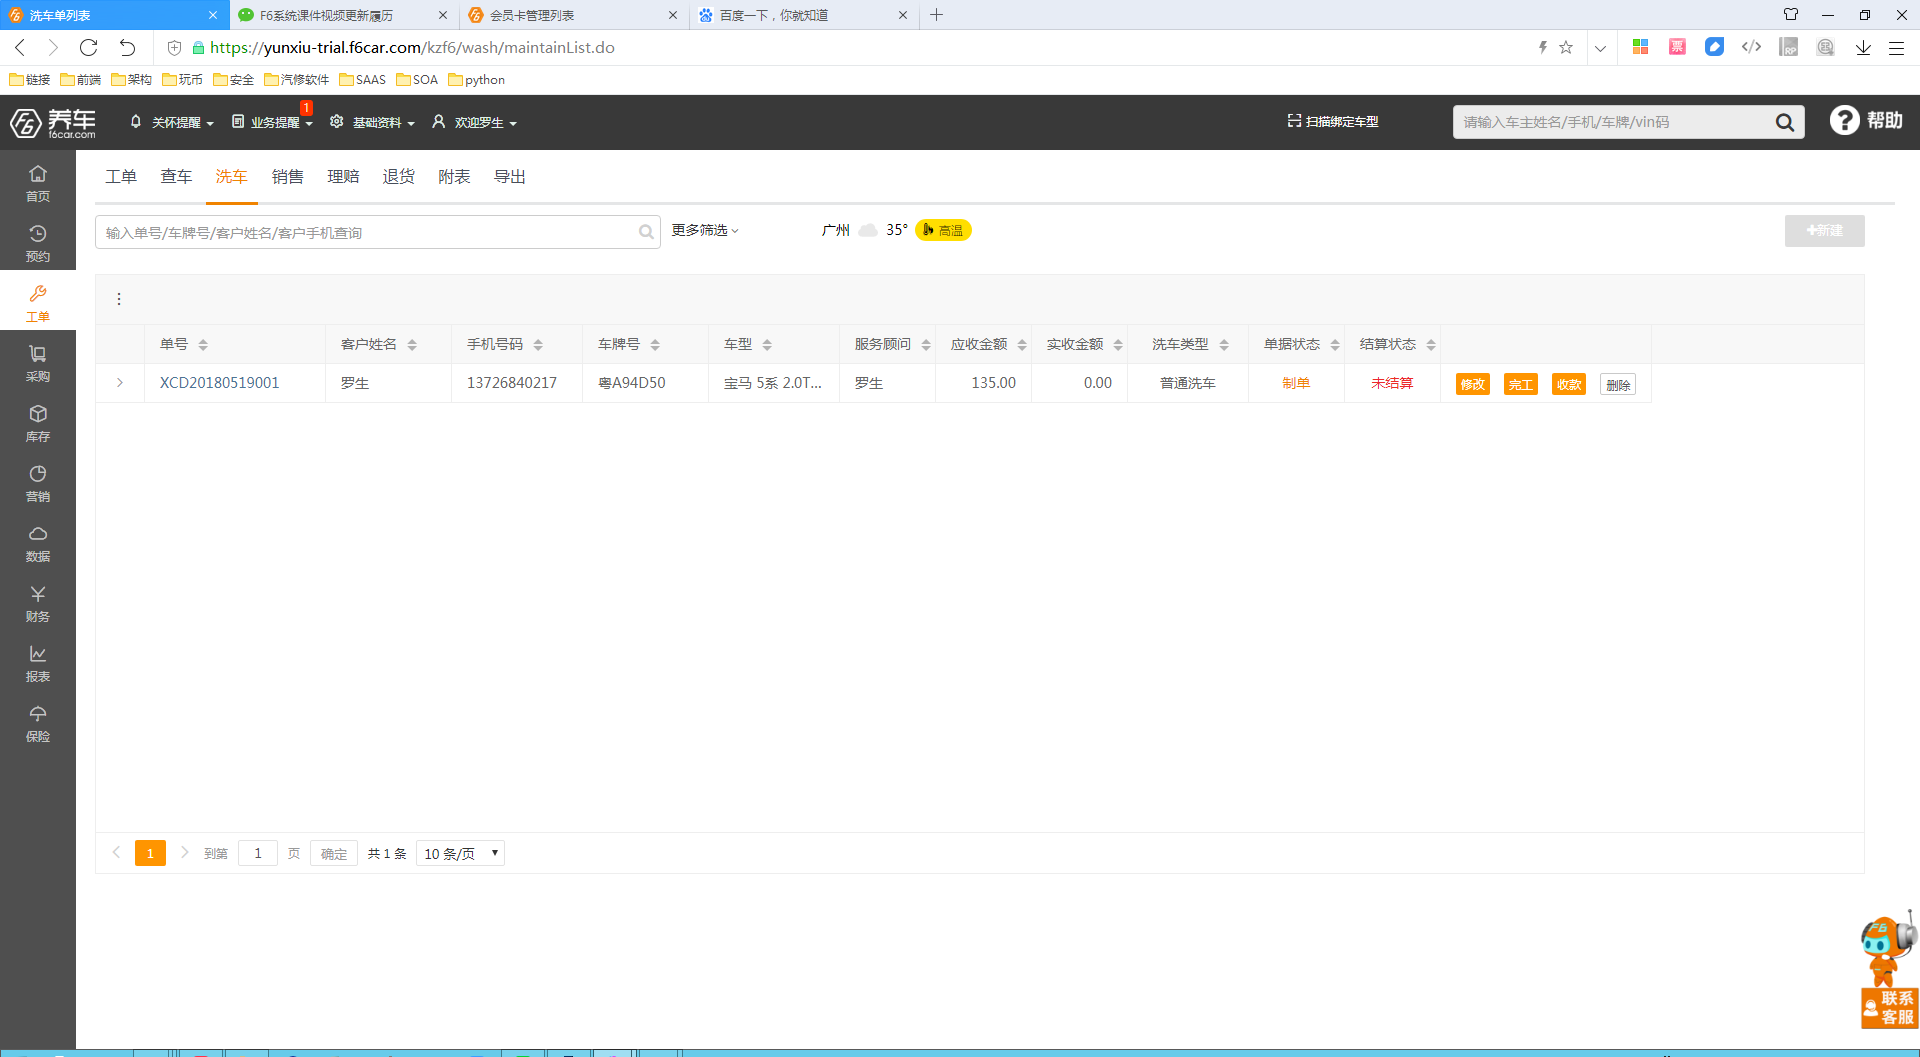 洗车单列表
F6系统课件视频更新履历
会员卡管理列表
百度一下，你就知道
https://yunxiu-trial.f6car.com/kzf6/wash/maintainList.do
票
RP
链接 前端 架构 玩币 安全 汽修软件 SAAS SOA python
F6 养车 f6car.com
关怀提醒 业务提醒 1 基础资料 欢迎罗生
扫描绑定车型
请输入车主姓名/手机/车牌/vin码
? 帮助
首页
预约
工单
采购
库存
营销
数据
财务
报表
保险
工单 查车 洗车 销售 理赔 退货 附表 导出
输入单号/车牌号/客户姓名/客户手机查询
更多筛选
广州 35° 高温
+新建
单号 客户姓名 手机号码 车牌号 车型 服务顾问 应收金额 实收金额 洗车类型 单据状态 结算状态
XCD20180519001 罗生 13726840217 粤A94D50 宝马 5系 2.0T... 罗生 135.00 0.00 普通洗车 制单 未结算 修改 完工 收款 删除
1 到第 1 页 确定 共 1 条 10 条/页
F6
联系
客服